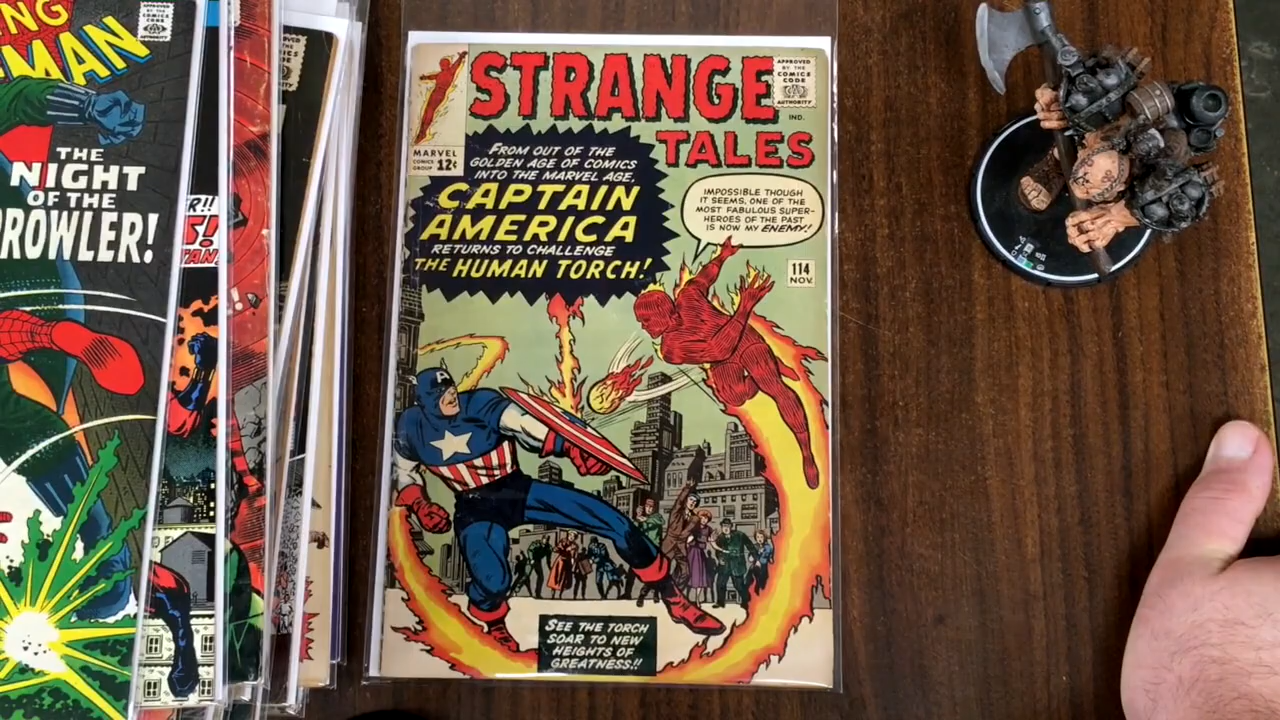 THE
NIGHT
OF THE
PROWLER!
STRANGE
TALES
APPROVED
BY THE
COMICS
CODE
AUTHORITY
IND.
MARVEL
COMICS
GROUP 12¢
FROM OUT OF THE
GOLDEN AGE OF COMICS
INTO THE MARVEL AGE,
CAPTAIN
AMERICA
RETURNS TO CHALLENGE
THE HUMAN TORCH!
IMPOSSIBLE THOUGH
IT SEEMS, ONE OF THE
MOST FABULOUS SUPER-
HEROES OF THE PAST
IS NOW MY ENEMY!
114
NOV.
A
SEE THE TORCH
SOAR TO NEW
HEIGHTS OF
GREATNESS!!